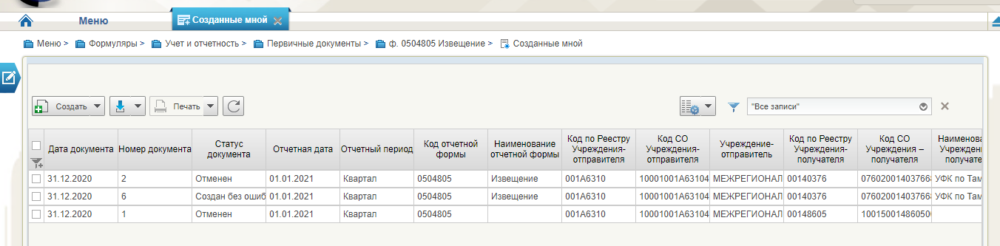 Меню Созданные мной
Меню > Формуляры > Учет и отчетность > Первичные документы > ф. 0504805 Извещение > Созданные мной
Создать Печать "Все записи"
Дата документа Номер документа Статус документа Отчетная дата Отчетный период Код отчетной формы Наименование отчетной формы Код по Реестру Учреждения-отправителя Код СО Учреждения-отправителя Учреждение-отправитель Код по Реестру Учреждения-получателя Код СО Учреждения – получателя Наименова Учрежден получате
31.12.2020 2 Отменен 01.01.2021 Квартал 0504805 Извещение 001А6310 10001001А63104 МЕЖРЕГИОНАЛ 00140376 07602001403766 УФК по Там
31.12.2020 6 Создан без ошиб 01.01.2021 Квартал 0504805 Извещение 001А6310 10001001А63104 МЕЖРЕГИОНАЛ 00140376 07602001403766 УФК по Там
31.12.2020 1 Отменен 01.01.2021 Квартал 0504805 001А6310 10001001А63104 МЕЖРЕГИОНАЛ 00148605 10015001486050